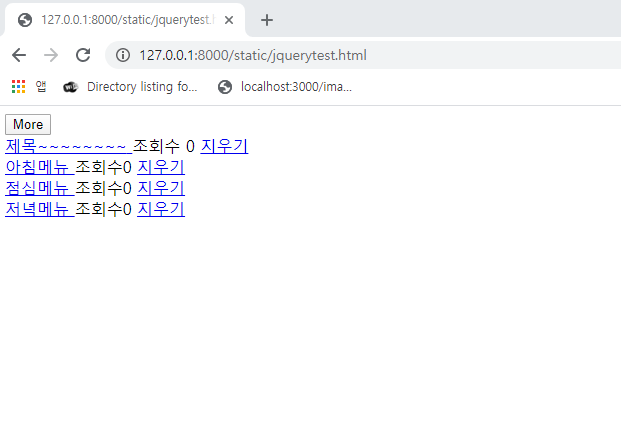 127.0.0.1:8000/static/jquerytest.h
127.0.0.1:8000/static/jquerytest.html
앱 Directory listing fo... localhost:3000/ima...
More
제목~~~~~~~~ 조회수 0 지우기
아침메뉴 조회수0 지우기
점심메뉴 조회수0 지우기
저녁메뉴 조회수0 지우기